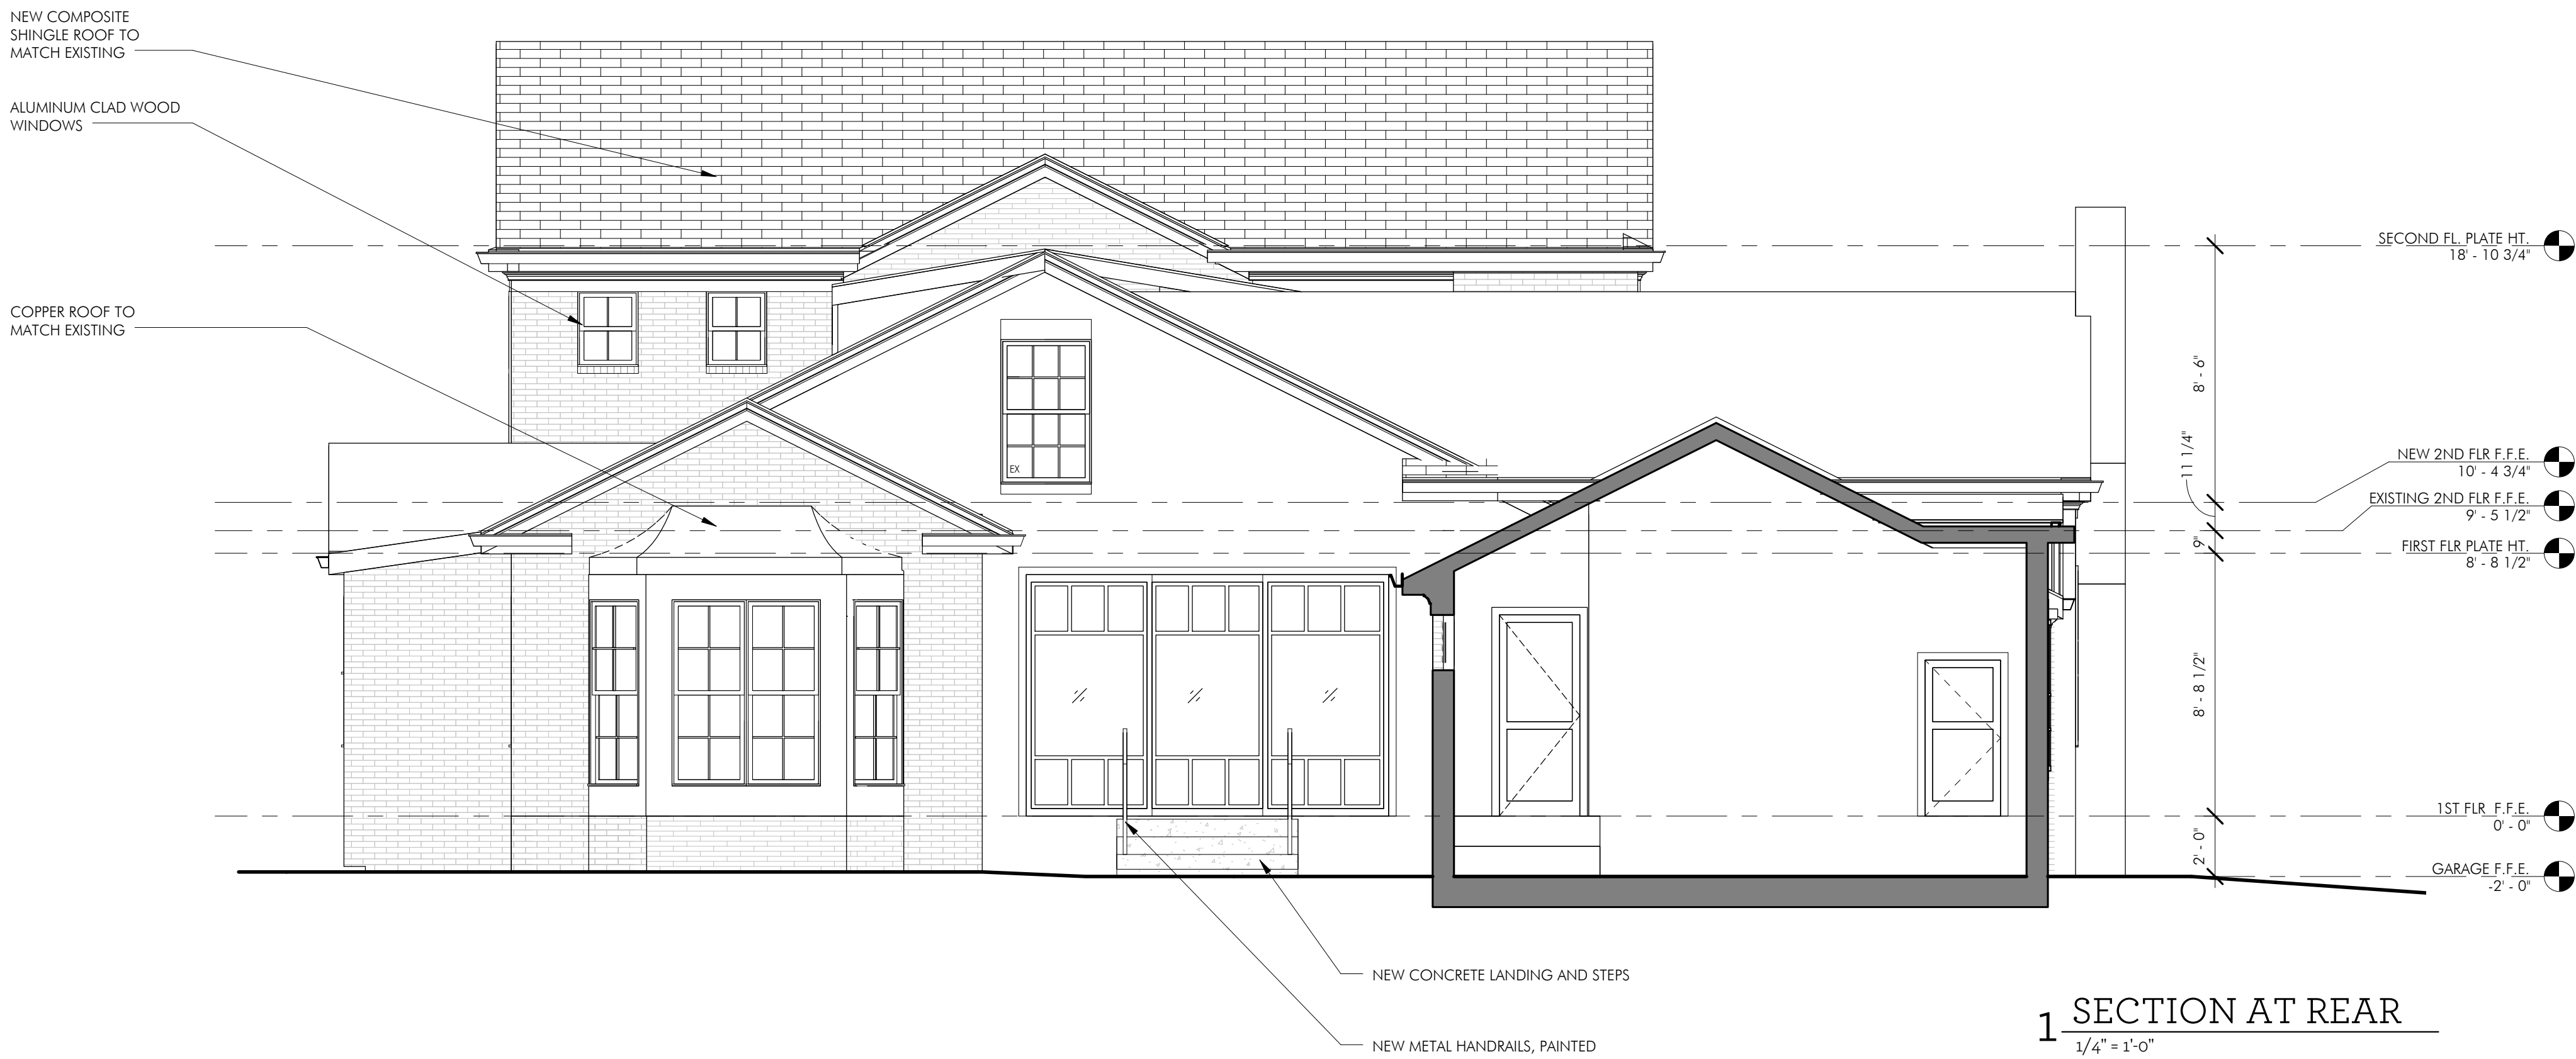 NEW COMPOSITE
SHINGLE ROOF TO
MATCH EXISTING
ALUMINUM CLAD WOOD
WINDOWS
COPPER ROOF TO
MATCH EXISTING
EX
SECOND FL. PLATE HT.
18' - 10 3/4"
8' - 6"
11 1/4"
NEW 2ND FLR F.F.E.
10' - 4 3/4"
EXISTING 2ND FLR F.F.E.
9' - 5 1/2"
9"
FIRST FLR PLATE HT.
8' - 8 1/2"
8' - 8 1/2"
1ST FLR F.F.E.
0' - 0"
2' - 0"
GARAGE F.F.E.
-2' - 0"
NEW CONCRETE LANDING AND STEPS
NEW METAL HANDRAILS, PAINTED
1 SECTION AT REAR
1/4" = 1'-0"